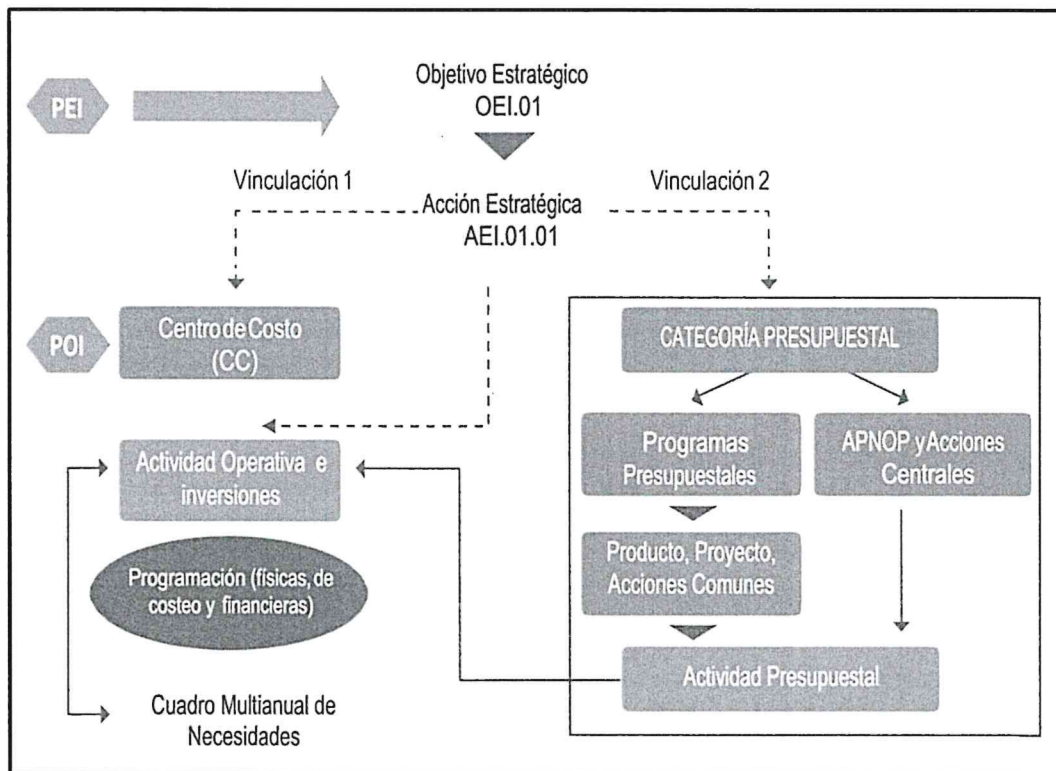 PEI
Objetivo Estratégico
OEI.01
Vinculación 1
Vinculación 2
Acción Estratégica
AEI.01.01
POI
Centro de Costo
(CC)
CATEGORÍA PRESUPUESTAL
Programas
Presupuestales
APNOP y Acciones
Centrales
Actividad Operativa e
inversiones
Producto, Proyecto,
Acciones Comunes
Programación (físicas, de
costeo y financieras)
Actividad Presupuestal
Cuadro Multianual de
Necesidades